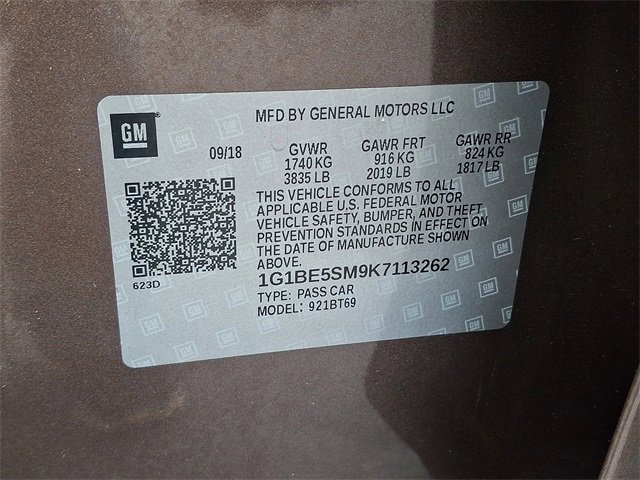 GM
MFD BY GENERAL MOTORS LLC
09/18 GVWR GAWR FRT GAWR RR
1740 KG 916 KG 824 KG
3835 LB 2019 LB 1817 LB
THIS VEHICLE CONFORMS TO ALL
APPLICABLE U.S. FEDERAL MOTOR
VEHICLE SAFETY, BUMPER, AND THEFT
PREVENTION STANDARDS IN EFFECT ON
THE DATE OF MANUFACTURE SHOWN
ABOVE.
623D
1G1BE5SM9K7113262
TYPE: PASS CAR
MODEL: 921BT69